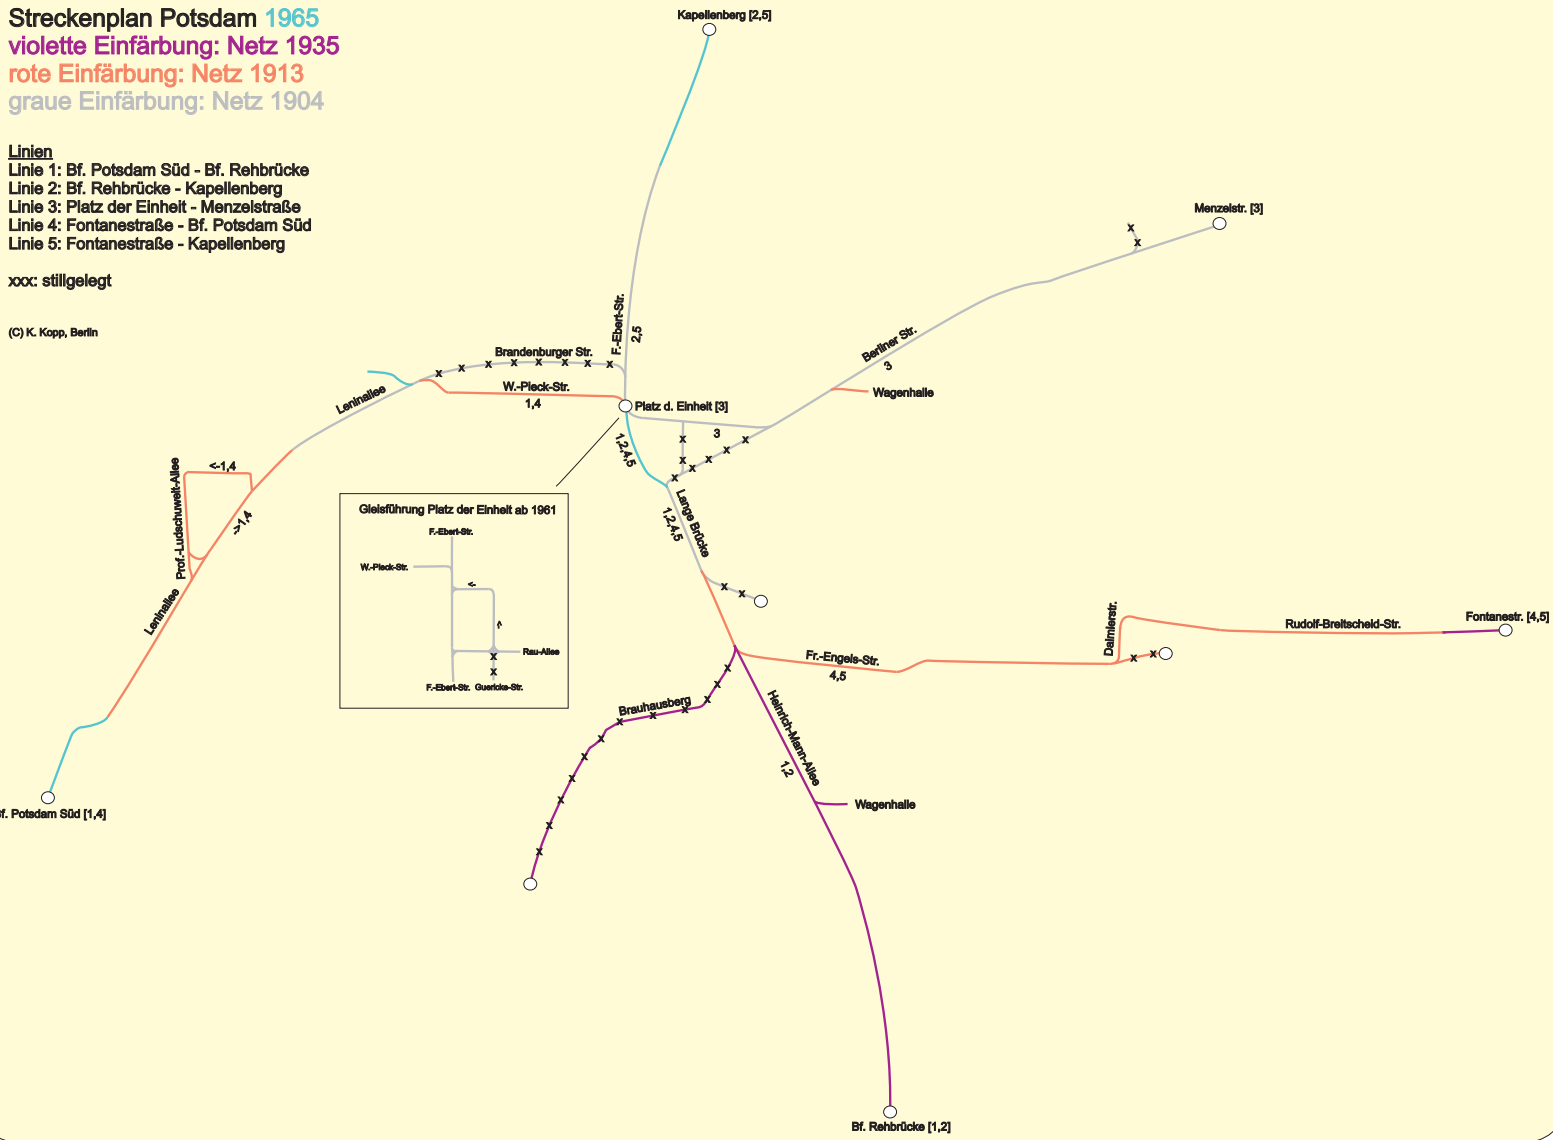 Streckenplan Potsdam 1965
violette Einfärbung: Netz 1935
rote Einfärbung: Netz 1913
graue Einfärbung: Netz 1904
Linien
Linie 1: Bf. Potsdam Süd - Bf. Rehbrücke
Linie 2: Bf. Rehbrücke - Kapellenberg
Linie 3: Platz der Einheit - Menzelstraße
Linie 4: Fontanestraße - Bf. Potsdam Süd
Linie 5: Fontanestraße - Kapellenberg
xxx: stillgelegt
(C) K. Kopp, Berlin
Kapellenberg [2,5]
Menzelstr. [3]
F.-Ebert-Str.
2,5
Berliner Str.
3
Brandenburger Str.
W.-Pieck-Str.
1,4
Leninallee
Wagenhalle
Platz d. Einheit [3]
3
1,2,4,5
Lange Brücke
1,2,4,5
<-1,4
->1,4
Prof.-Ludschuweit-Allee
Leninallee
Gleisführung Platz der Einheit ab 1961
F.-Ebert-Str.
W.-Pieck-Str.
<-
<-
Rau-Allee
F.-Ebert-Str.
Guericke-Str.
Daimlerstr.
Rudolf-Breitscheid-Str.
Fontanestr. [4,5]
Fr.-Engels-Str.
4,5
Brauhausberg
Heinrich-Mann-Allee
1,2
Wagenhalle
f. Potsdam Süd [1,4]
Bf. Rehbrücke [1,2]